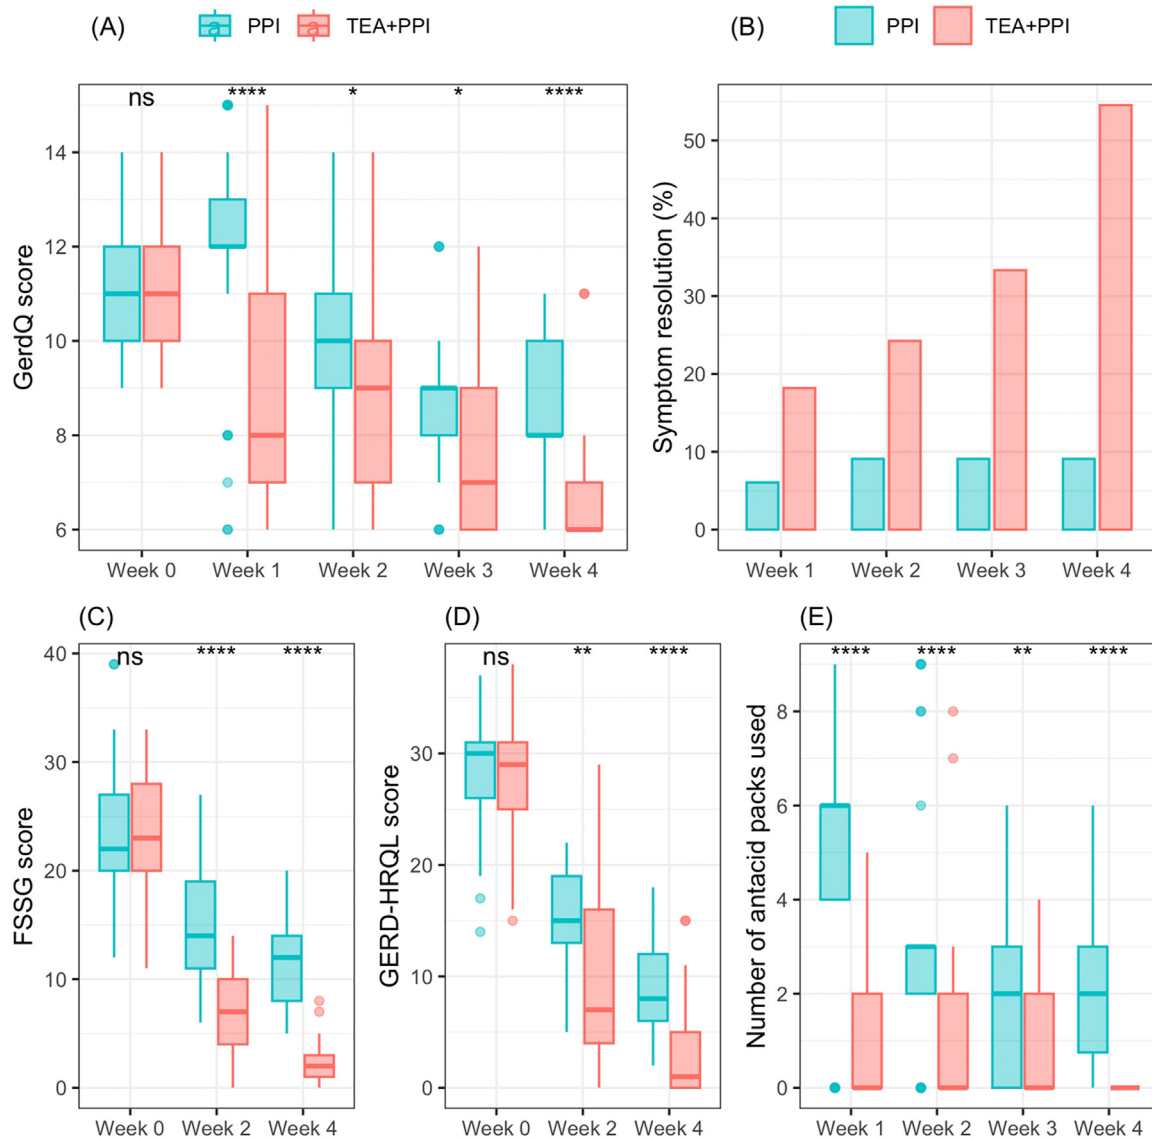 (A) a PPI a TEA+PPI
(B) PPI TEA+PPI
GerdQ score
14
12
10
8
6
ns **** * * ****
Week 0 Week 1 Week 2 Week 3 Week 4
Symptom resolution (%)
50
40
30
20
10
0
Week 1 Week 2 Week 3 Week 4
(C)
FSSG score
40
30
20
10
0
ns **** ****
Week 0 Week 2 Week 4
(D)
GERD-HRQL score
30
20
10
0
ns ** ****
Week 0 Week 2 Week 4
(E)
Number of antacid packs used
8
6
4
2
0
**** **** ** ****
Week 1 Week 2 Week 3 Week 4